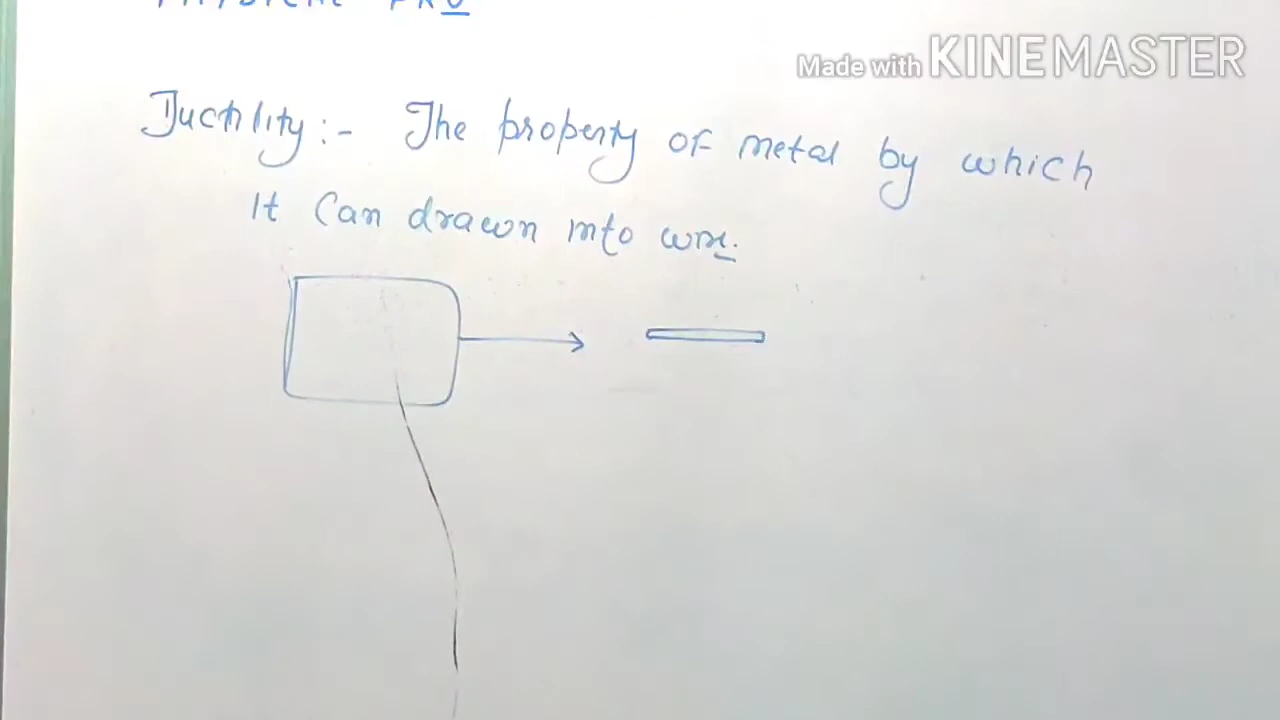 Made with KINEMASTER
Ductility:- The property of metal by which
It Can drawn into wire.